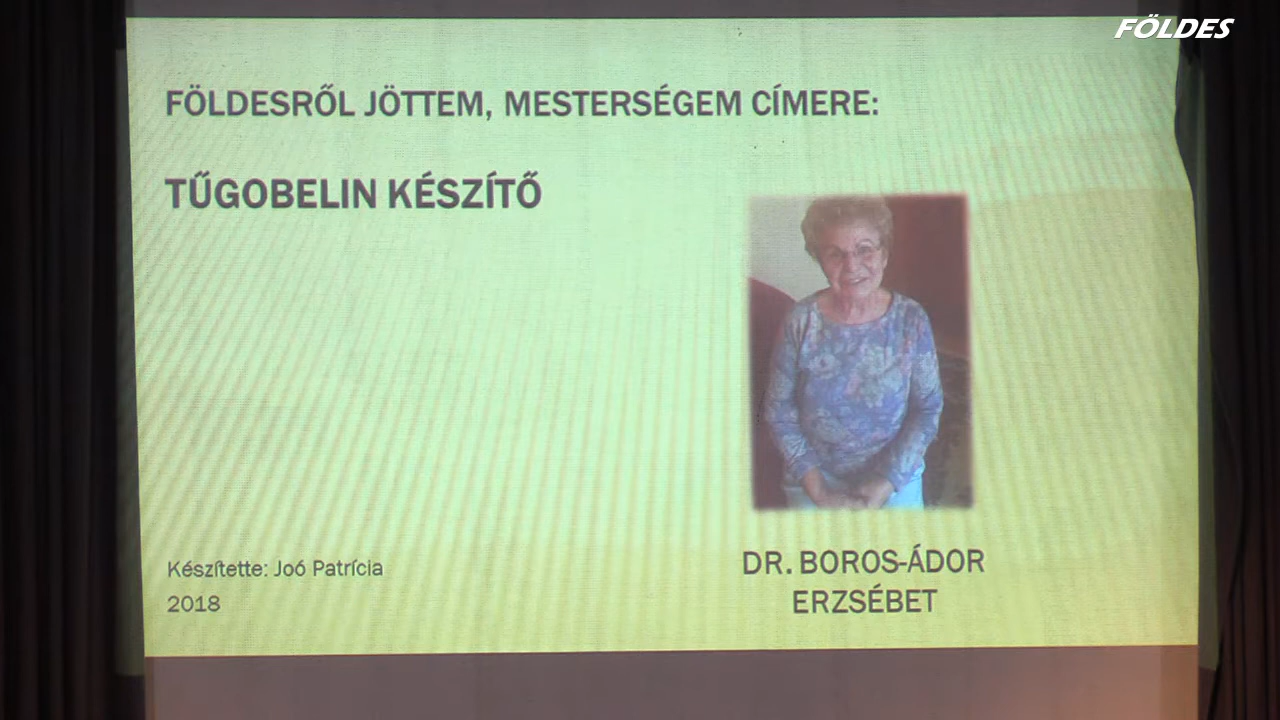 FÖLDES
FÖLDESRŐL JÖTTEM, MESTERSÉGEM CÍMERE:
TŰGOBELIN KÉSZÍTŐ
DR. BOROS-ÁDOR
ERZSÉBET
Készítette: Joó Patrícia
2018